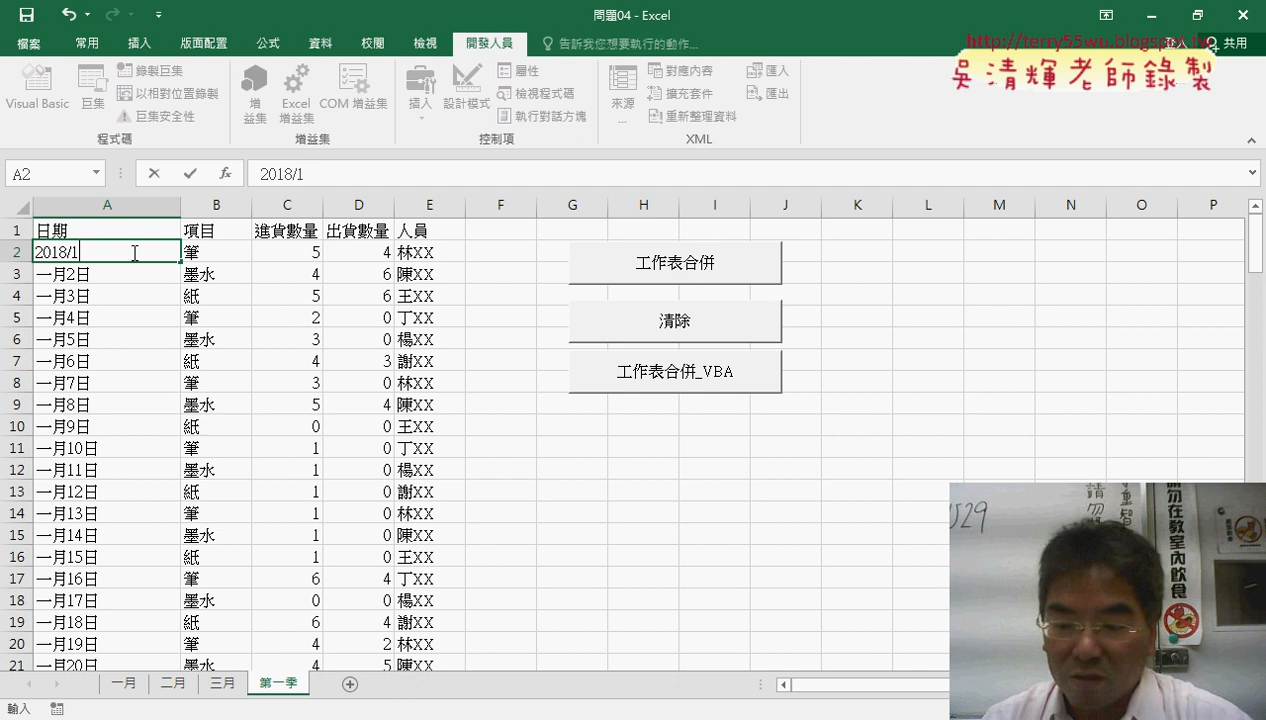 問題04 - Excel
檔案 常用 插入 版面配置 公式 資料 校閱 檢視 開發人員 告訴我您想要執行的動作... 登入 共用
http://terry55wu.blogspot.tw
吳清輝老師錄製
Visual Basic 巨集 錄製巨集 以相對位置錄製 巨集安全性
程式碼
增益集 Excel 增益集 COM 增益集
增益集
插入 設計模式 屬性 檢視程式碼 執行對話方塊
控制項
來源... 對應內容 擴充套件 重新整理資料 匯入 匯出
XML
A2 2018/1
A B C D E F G H I J K L M N O P
1 日期 項目 進貨數量 出貨數量 人員
2 2018/1 筆 5 4 林XX
3 一月2日 墨水 4 6 陳XX
4 一月3日 紙 5 6 王XX
5 一月4日 筆 2 0 丁XX
6 一月5日 墨水 3 0 楊XX
7 一月6日 紙 4 3 謝XX
8 一月7日 筆 3 0 林XX
9 一月8日 墨水 5 4 陳XX
10 一月9日 紙 0 0 王XX
11 一月10日 筆 1 0 丁XX
12 一月11日 墨水 1 0 楊XX
13 一月12日 紙 1 0 謝XX
14 一月13日 筆 1 0 林XX
15 一月14日 墨水 1 0 陳XX
16 一月15日 紙 1 0 王XX
17 一月16日 筆 6 4 丁XX
18 一月17日 墨水 0 0 楊XX
19 一月18日 紙 6 4 謝XX
20 一月19日 筆 4 2 林XX
21 一月20日 墨水 4 5 陳XX
工作表合併
清除
工作表合併_VBA
一月 二月 三月 第一季
輸入
529
請勿
重智
請勿在教室內飲食